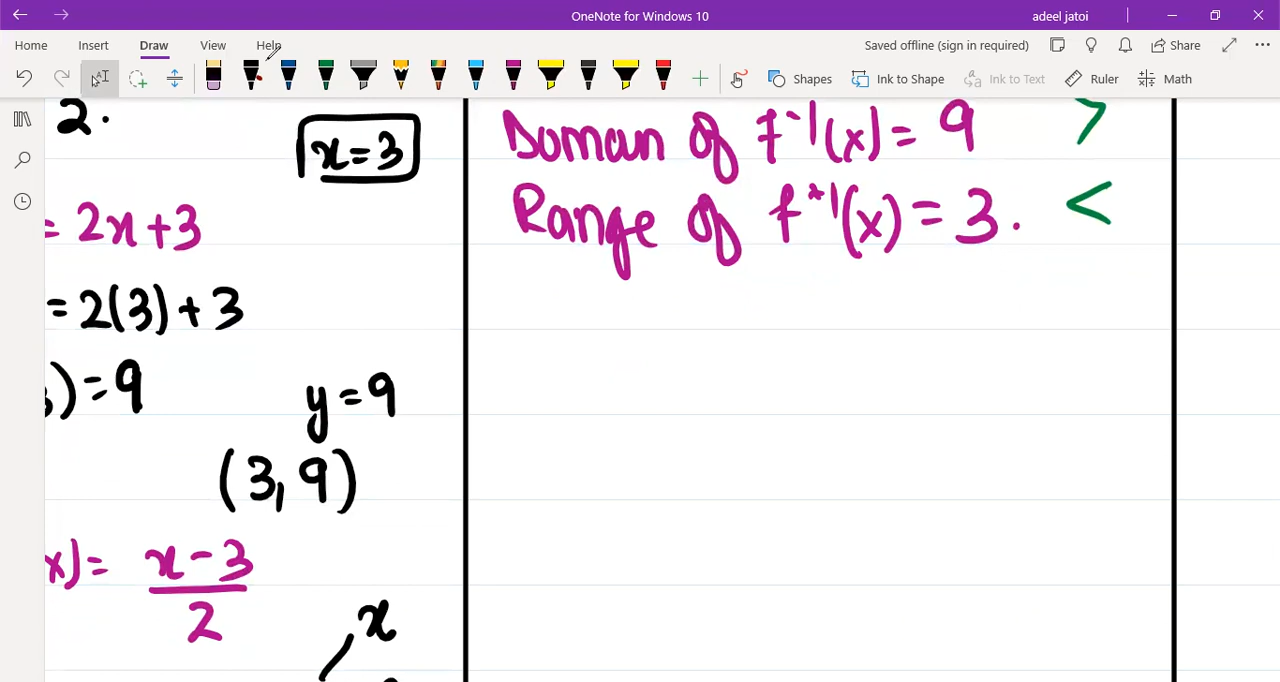 OneNote for Windows 10
adeel jatoi
Home Insert Draw View Help
Saved offline (sign in required)
Share
Shapes
Ink to Shape
Ink to Text
Ruler
Math
2.
x=3
= 2x+3
= 2(3) + 3
) = 9
y = 9
(3, 9)
x) = x - 3
2
x
Domain of f⁻¹(x) = 9 >
Range of f⁻¹(x) = 3. <